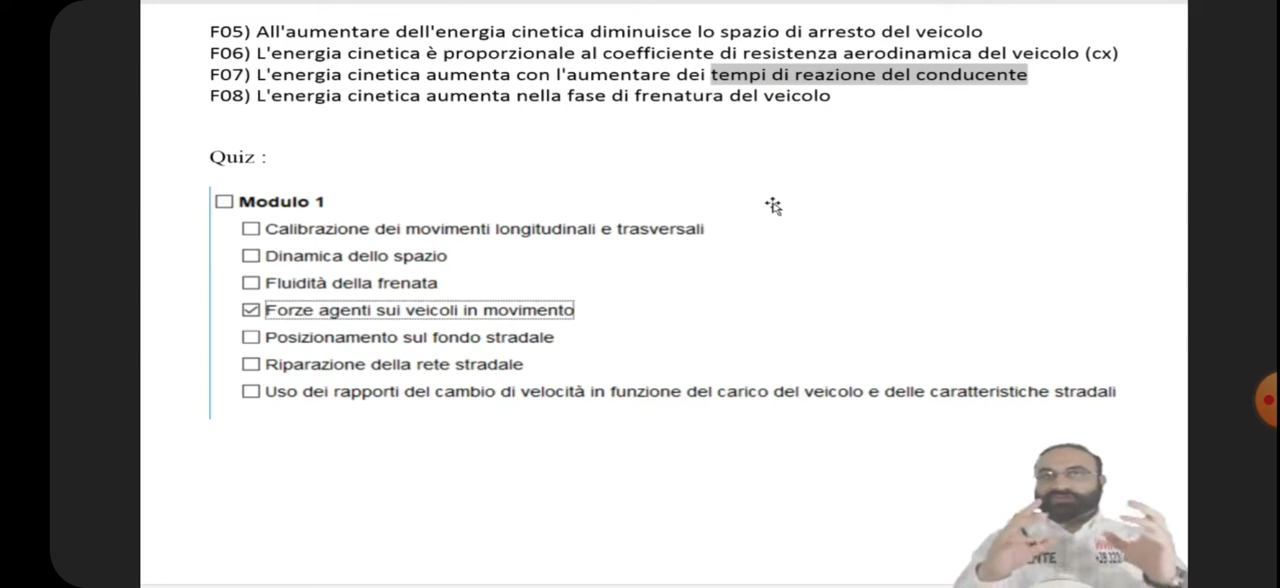 F05) All'aumentare dell'energia cinetica diminuisce lo spazio di arresto del veicolo
F06) L'energia cinetica è proporzionale al coefficiente di resistenza aerodinamica del veicolo (cx)
F07) L'energia cinetica aumenta con l'aumentare dei tempi di reazione del conducente
F08) L'energia cinetica aumenta nella fase di frenatura del veicolo
Quiz :
Modulo 1
Calibrazione dei movimenti longitudinali e trasversali
Dinamica dello spazio
Fluidità della frenata
Forze agenti sui veicoli in movimento
Posizionamento sul fondo stradale
Riparazione della rete stradale
Uso dei rapporti del cambio di velocità in funzione del carico del veicolo e delle caratteristiche stradali